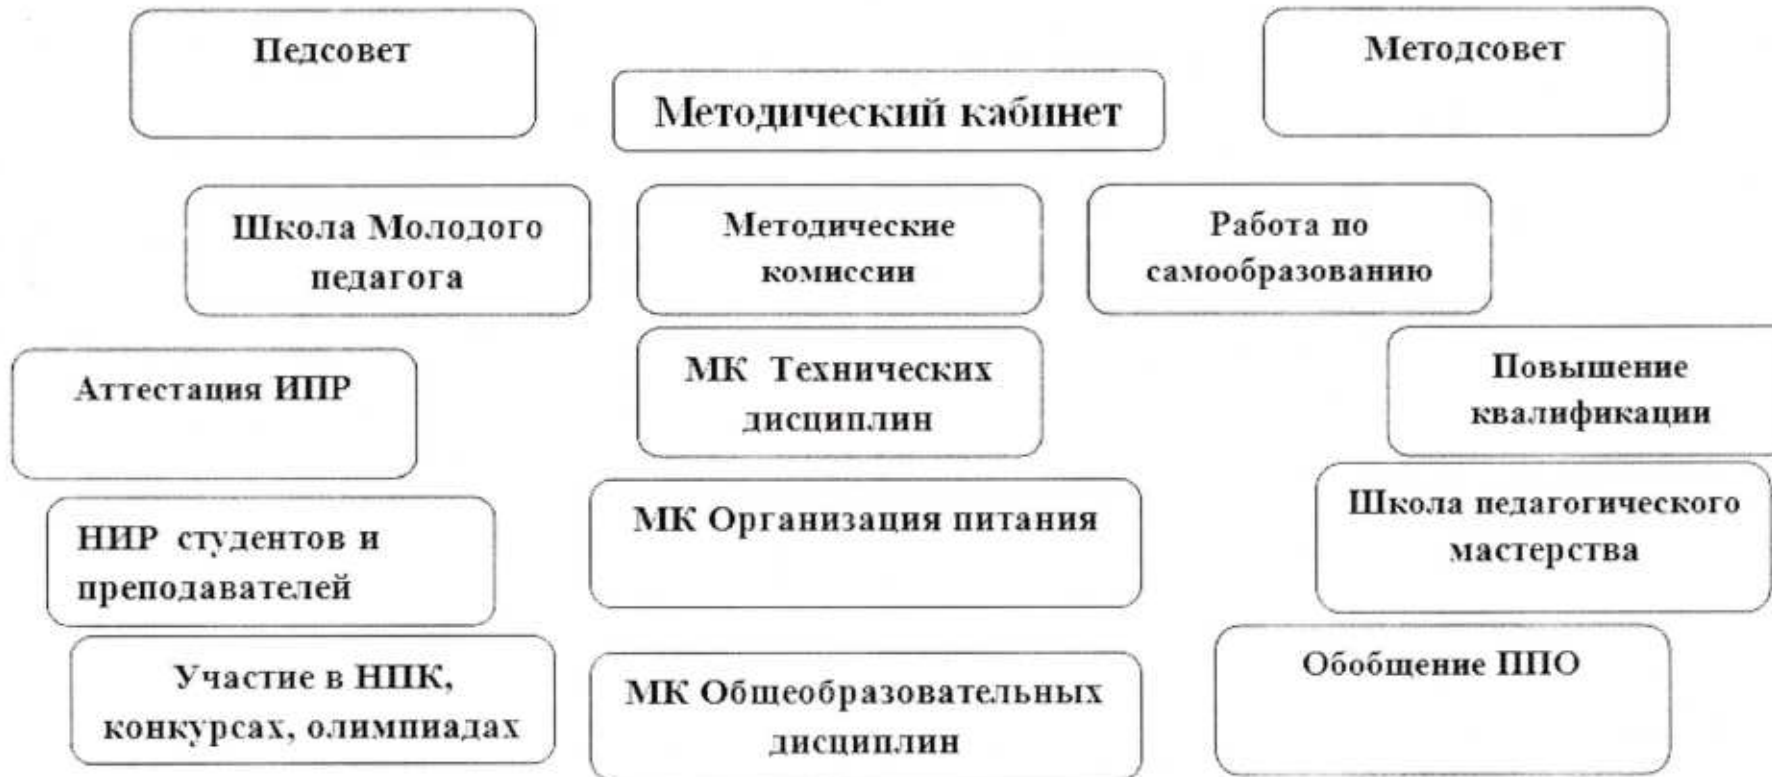 Педсовет
Методсовет
Методический кабинет
Школа Молодого
педагога
Методические
комиссии
Работа по
самообразованию
Аттестация ИПР
МК Технических
дисциплин
Повышение
квалификации
НИР студентов и
преподавателей
МК Организация питания
Школа педагогического
мастерства
Участие в НПК,
конкурсах, олимпиадах
МК Общеобразовательных
дисциплин
Обобщение ППО